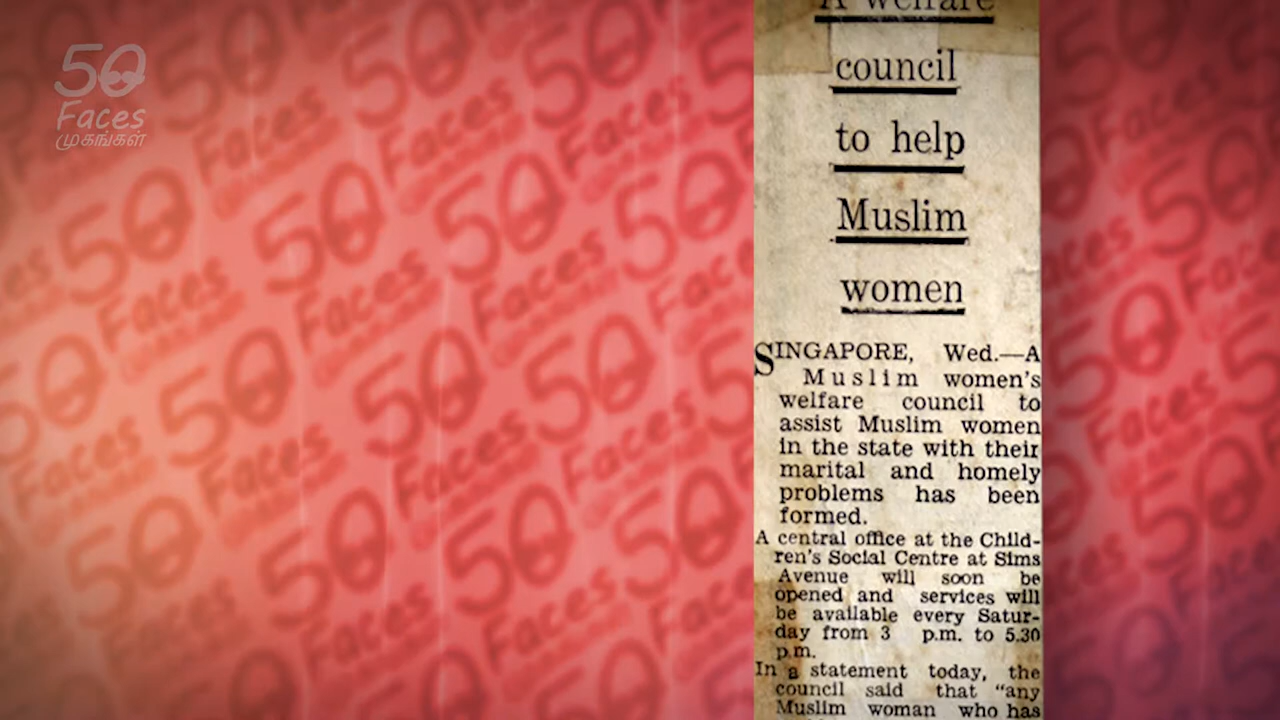 50
Faces
முகங்கள்
A welfare
council
to help
Muslim
women
SINGAPORE, Wed.—A
Muslim women's
welfare council to
assist Muslim women
in the state with their
marital and homely
problems has been
formed.
A central office at the Child-
ren's Social Centre at Sims
Avenue will soon be
opened and services will
be available every Satur-
day from 3 p.m. to 5.30
p.m.
In a statement today, the
council said that "any
Muslim woman who has